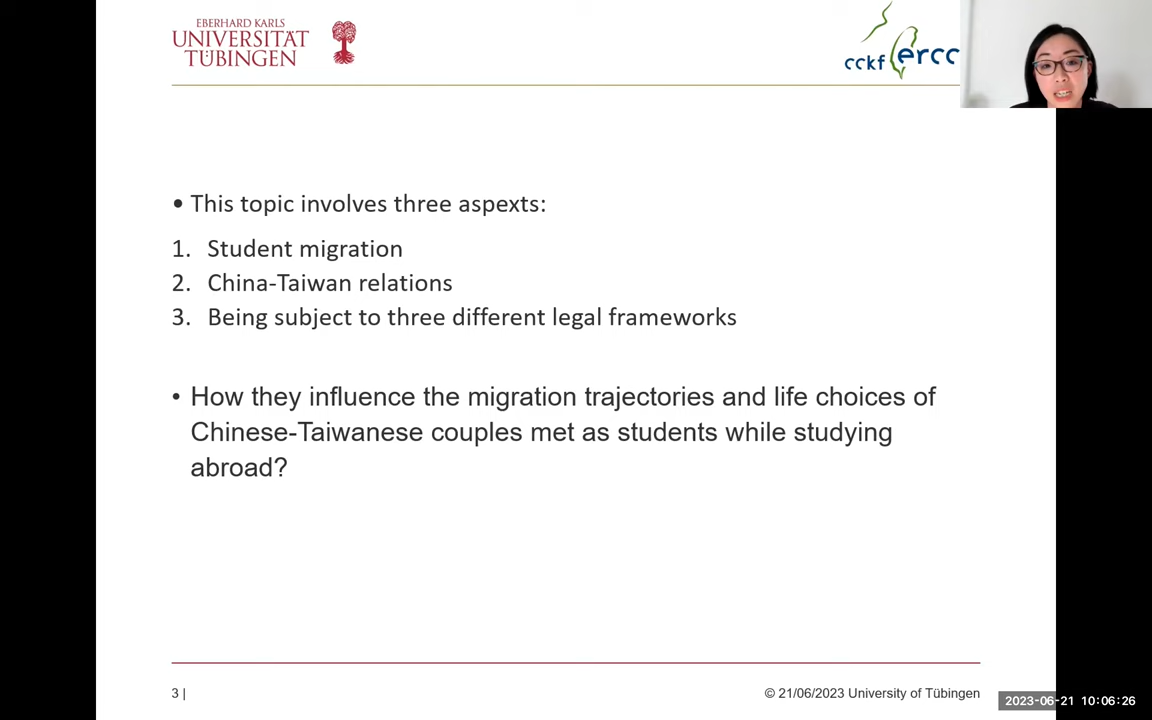 EBERHARD KARLS
UNIVERSITÄT
TÜBINGEN
cckf ercc
• This topic involves three aspexts:
1. Student migration
2. China-Taiwan relations
3. Being subject to three different legal frameworks
• How they influence the migration trajectories and life choices of
Chinese-Taiwanese couples met as students while studying
abroad?
3 |
© 21/06/2023 University of Tübingen
2023-06-21 10:06:26